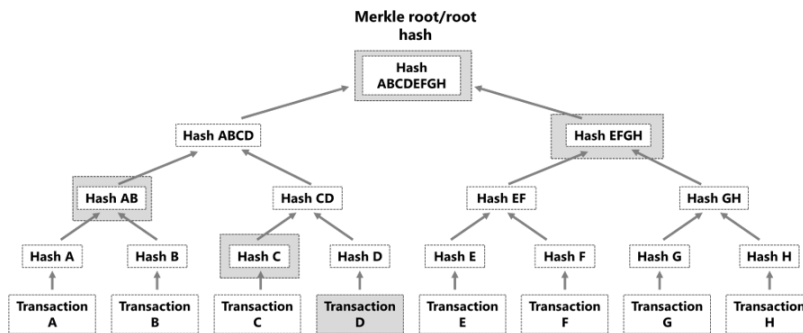 Merkle root/root
hash
Hash
ABCDEFGH
Hash ABCD
Hash EFGH
Hash AB
Hash CD
Hash EF
Hash GH
Hash A
Hash B
Hash C
Hash D
Hash E
Hash F
Hash G
Hash H
Transaction
A
Transaction
B
Transaction
C
Transaction
D
Transaction
E
Transaction
F
Transaction
G
Transaction
H